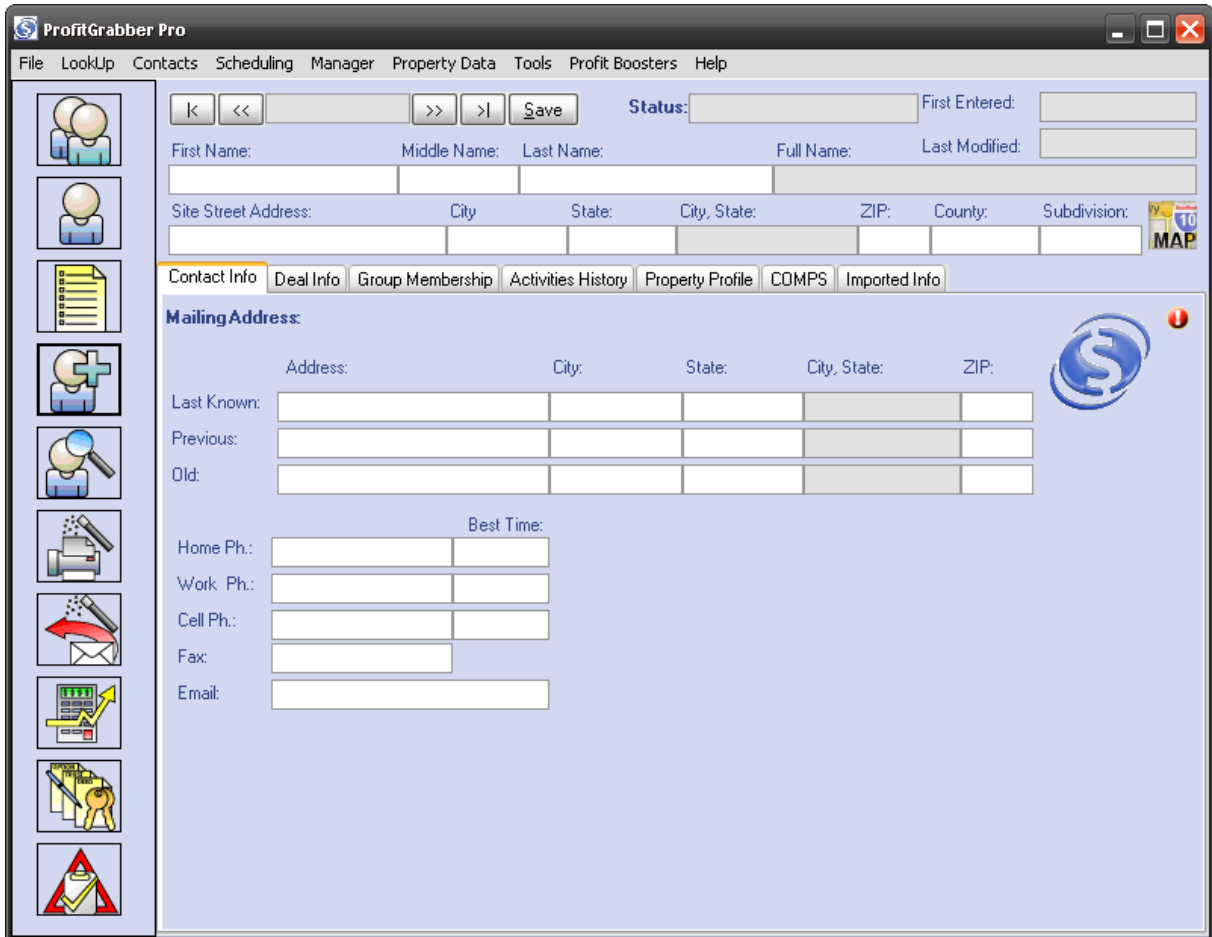 ProfitGrabber Pro
File LookUp Contacts Scheduling Manager Property Data Tools Profit Boosters Help
|< << >> >| Save Status: First Entered:
Last Modified:
First Name: Middle Name: Last Name: Full Name:
Site Street Address: City State: City, State: ZIP: County: Subdivision:
10
MAP
Contact Info Deal Info Group Membership Activities History Property Profile COMPS Imported Info
Mailing Address:
Address: City: State: City, State: ZIP:
Last Known:
Previous:
Old:
Best Time:
Home Ph.:
Work Ph.:
Cell Ph.:
Fax:
Email:
$$$$